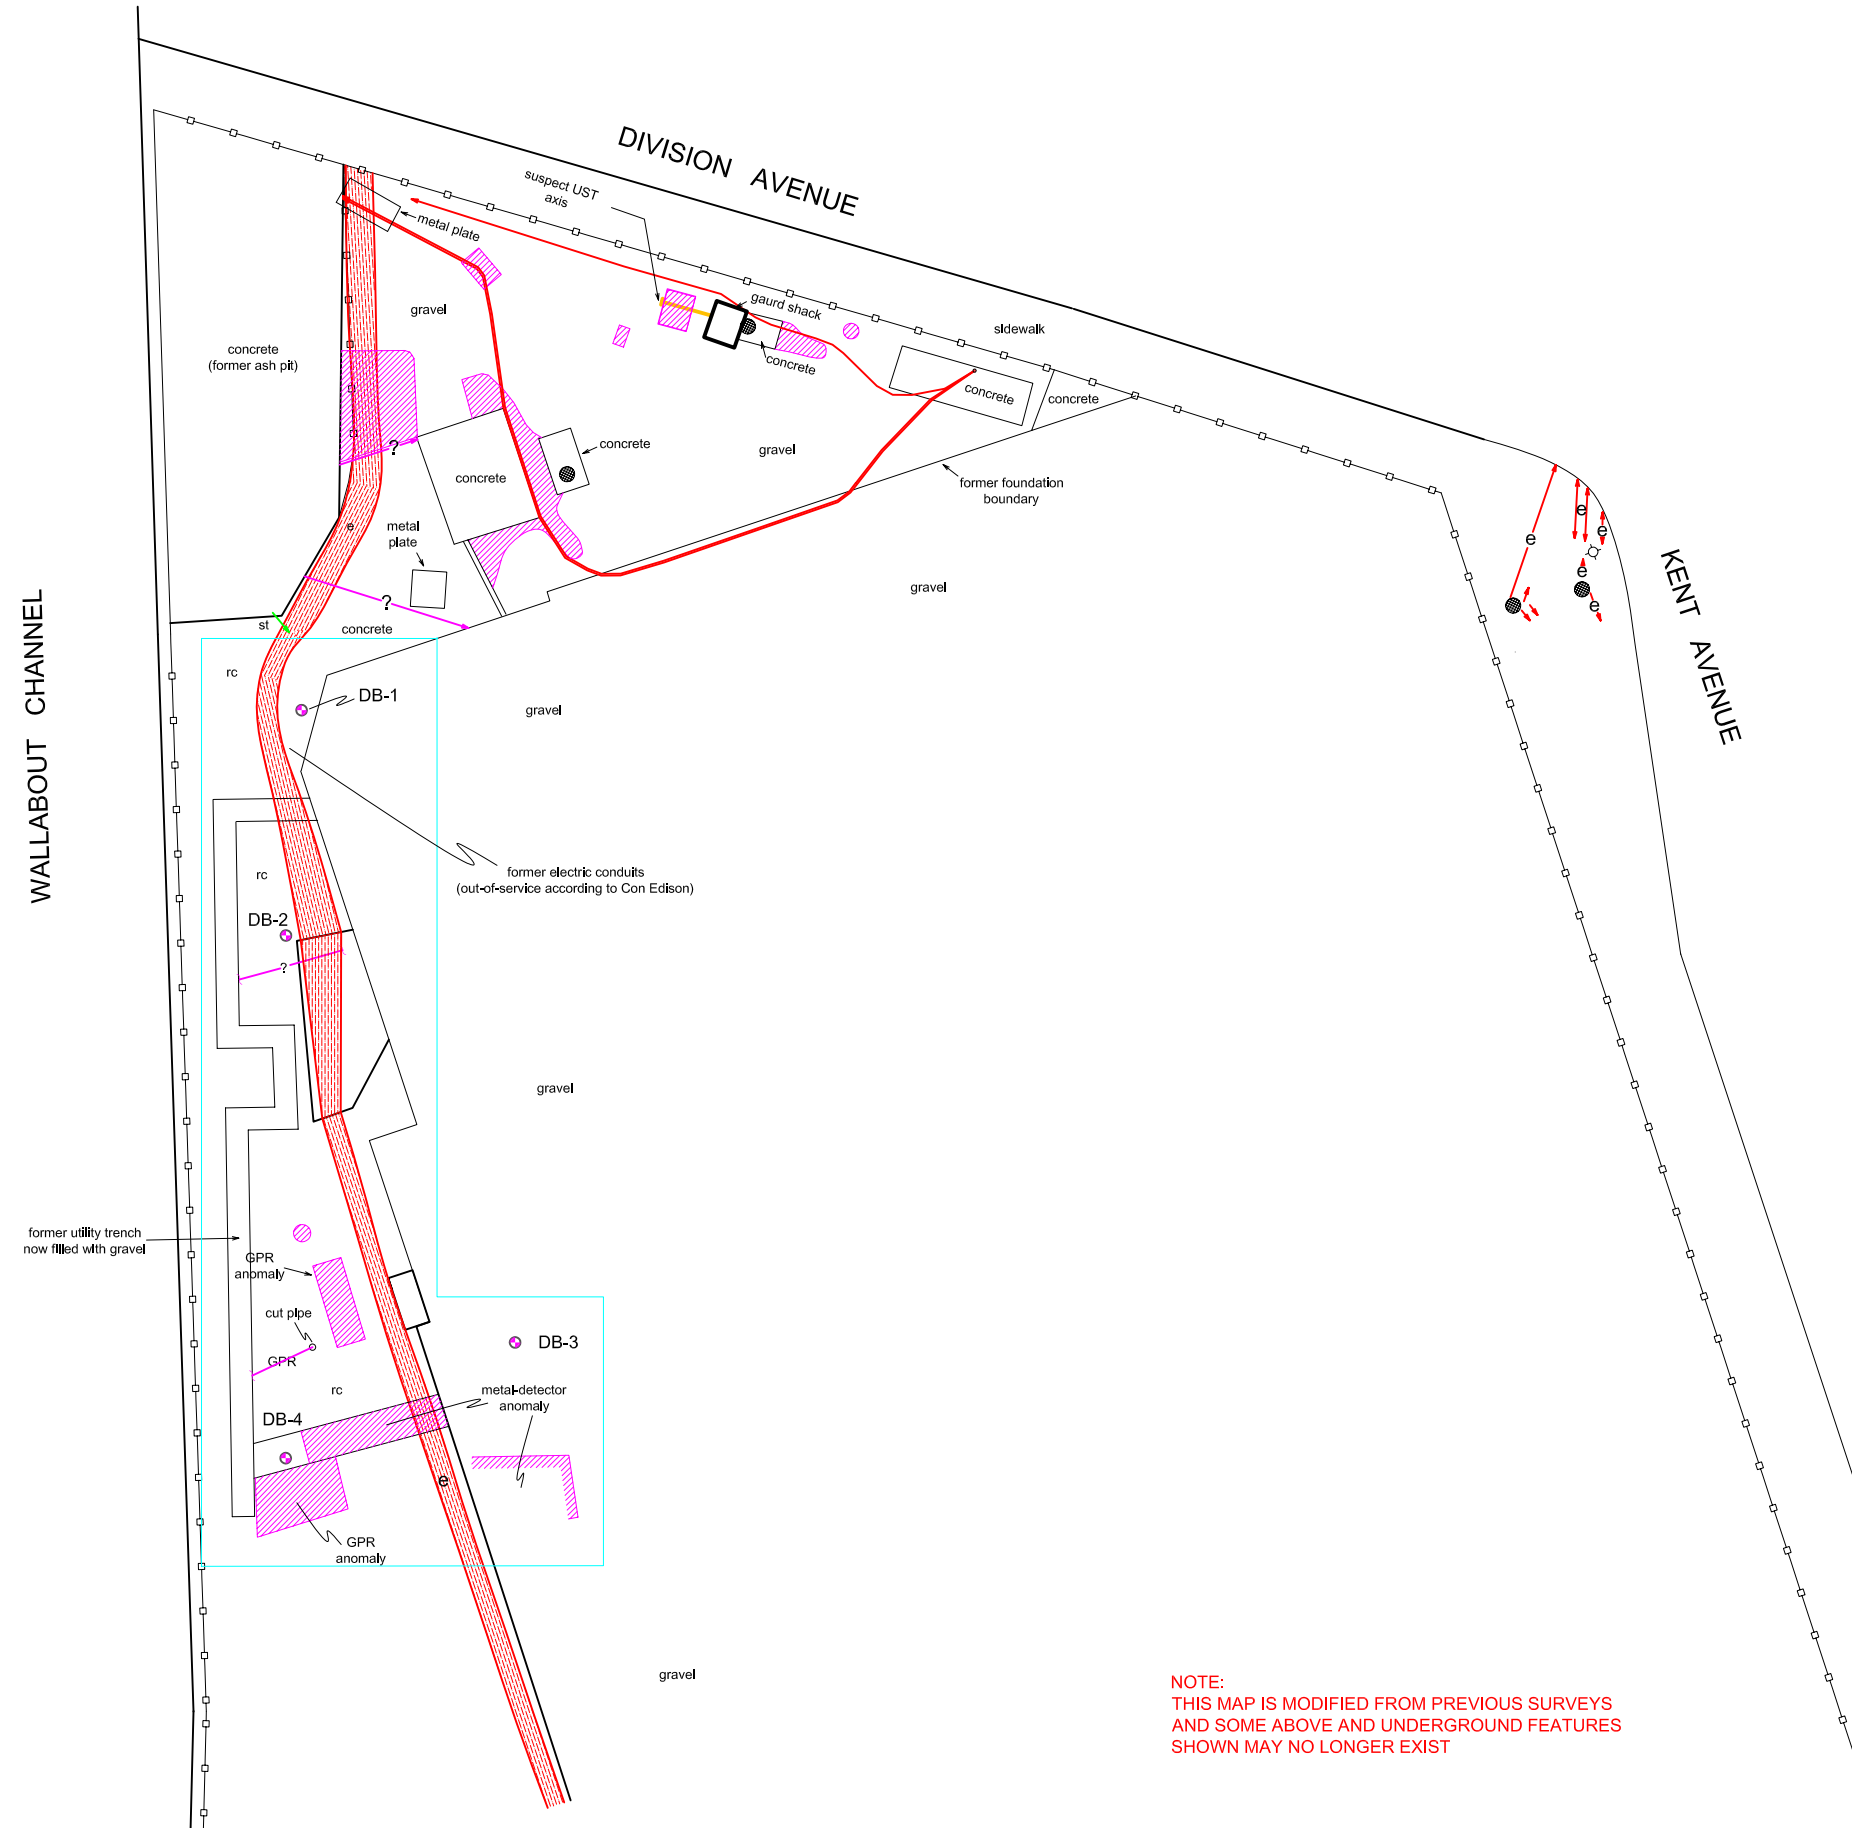 DIVISION AVENUE
suspect UST
axis
metal plate
gaurd shack
sidewalk
gravel
concrete
(former ash pit)
concrete
concrete
concrete
?
concrete
gravel
concrete
former foundation
boundary
e
metal
plate
e
e
e
e
e
?
gravel
KENT AVENUE
st
concrete
WALLABOUT CHANNEL
rc
DB-1
gravel
former electric conduits
(out-of-service according to Con Edison)
rc
DB-2
?
gravel
former utility trench
now filled with gravel
GPR
anomaly
cut pipe
DB-3
GPR
rc
metal-detector
anomaly
DB-4
e
GPR
anomaly
gravel
NOTE:
THIS MAP IS MODIFIED FROM PREVIOUS SURVEYS
AND SOME ABOVE AND UNDERGROUND FEATURES
SHOWN MAY NO LONGER EXIST